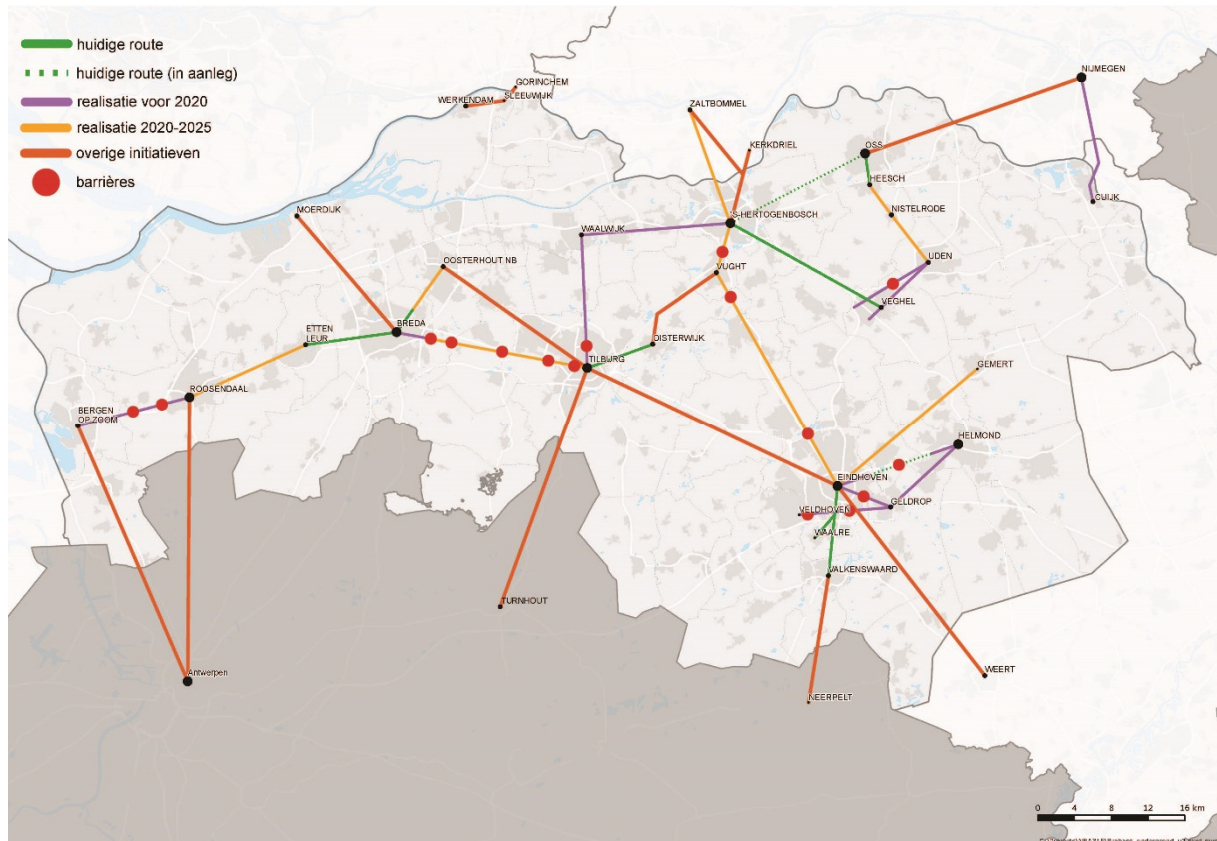 huidige route
huidige route (in aanleg)
realisatie voor 2020
realisatie 2020-2025
overige initiatieven
barrières
GORINCHEM
SLEEUWIJK
WERKENDAM
NIJMEGEN
ZALTBOMMEL
KERKDRIEL
OSS
HEESCH
CUIJK
NISTELRODE
MOERDIJK
'S-HERTOGENBOSCH
WAALWIJK
OOSTERHOUT NB
VUGHT
UDEN
VEGHEL
ETTEN
LEUR
BREDA
OISTERWIJK
TILBURG
GEMERT
ROOSENDAAL
BERGEN
OP ZOOM
HELMOND
EINDHOVEN
GELDROP
VELDHOVEN
WAALRE
VALKENSWAARD
TURNHOUT
Antwerpen
WEERT
NEERPELT
0 4 8 12 16 km